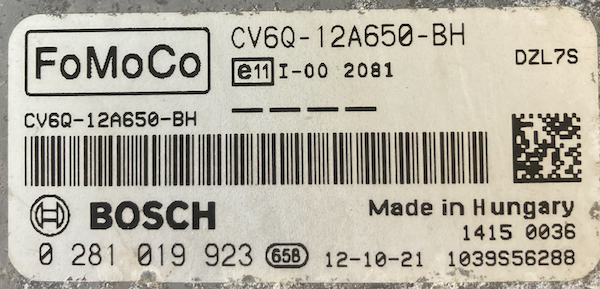 FoMoCo
CV6Q-12A650-BH
e11 I-00 2081
DZL7S
CV6Q-12A650-BH
BOSCH
Made in Hungary
1415 0036
0 281 019 923 658 12-10-21 1039S56288